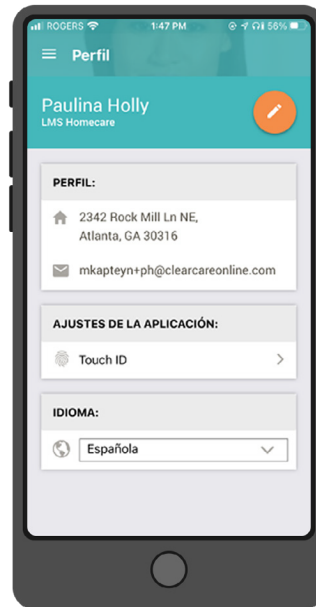 ROGERS 1:47 PM 56%
Perfil
Paulina Holly
LMS Homecare
PERFIL:
2342 Rock Mill Ln NE,
Atlanta, GA 30316
mkapteyn+ph@clearcareonline.com
AJUSTES DE LA APLICACIÓN:
Touch ID
IDIOMA:
Española